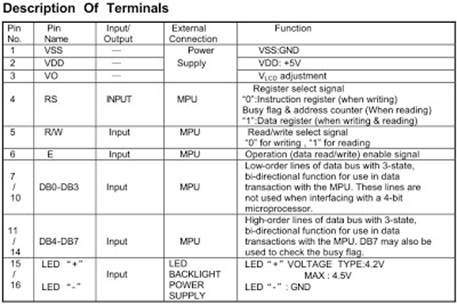 Description Of Terminals
Pin No. Pin Name Input/ Output External Connection Function
1 VSS — Power Supply VSS:GND
2 VDD — VDD: +5V
3 VO — VLCD adjustment
4 RS INPUT MPU Register select signal
"0":Instruction register (when writing)
Busy flag & address counter (When reading)
"1":Data register (when writing & reading)
5 R/W Input MPU Read/write select signal
"0" for writing , "1" for reading
6 E Input MPU Operation (data read/write) enable signal
7 / 10 DB0-DB3 Input MPU Low-order lines of data bus with 3-state,
bi-directional function for use in data
transaction with the MPU. These lines are
not used when interfacing with a 4-bit
microprocessor.
11 / 14 DB4-DB7 Input MPU High-order lines of data bus with 3-state,
bi-directional function for use in data
transactions with the MPU. DB7 may also be
used to check the busy flag.
15 / 16 LED "+" LED "-" Input LED BACKLIGHT POWER SUPPLY LED "+" VOLTAGE TYPE:4.2V
MAX : 4.5V
LED "-" : GND